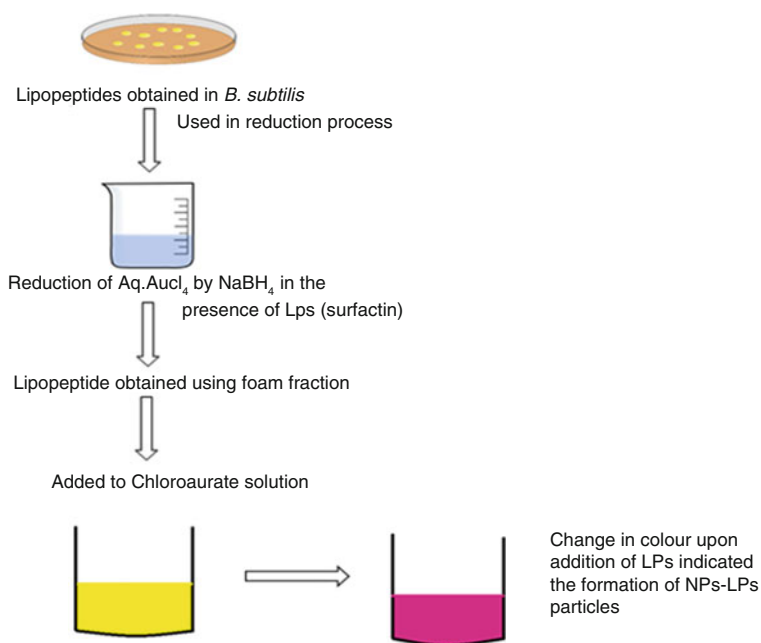 Lipopeptides obtained in B. subtilis
Used in reduction process
Reduction of Aq.Aucl₄ by NaBH₄ in the
presence of Lps (surfactin)
Lipopeptide obtained using foam fraction
Added to Chloroaurate solution
Change in colour upon
addition of LPs indicated
the formation of NPs-LPs
particles